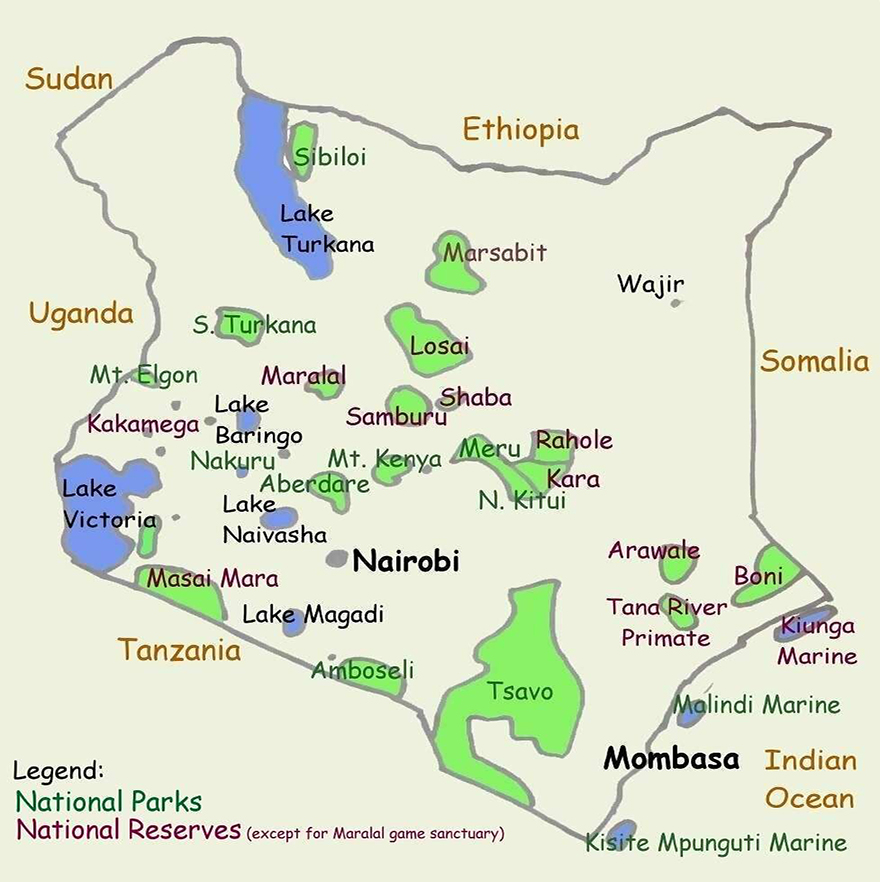 Sudan
Ethiopia
Sibiloi
Lake
Turkana
Marsabit
Wajir
Uganda
S. Turkana
Losai
Somalia
Mt. Elgon
Maralal
Lake
Baringo
Shaba
Samburu
Kakamega
Rahole
Meru
Nakuru
Mt. Kenya
Kara
Aberdare
N. Kitui
Lake
Victoria
Lake
Naivasha
Nairobi
Arawale
Boni
Masai Mara
Tana River
Primate
Lake Magadi
Kiunga
Marine
Tanzania
Amboseli
Tsavo
Malindi Marine
Mombasa
Indian
Ocean
Legend:
National Parks
National Reserves (except for Maralal game sanctuary)
Kisite Mpunguti Marine